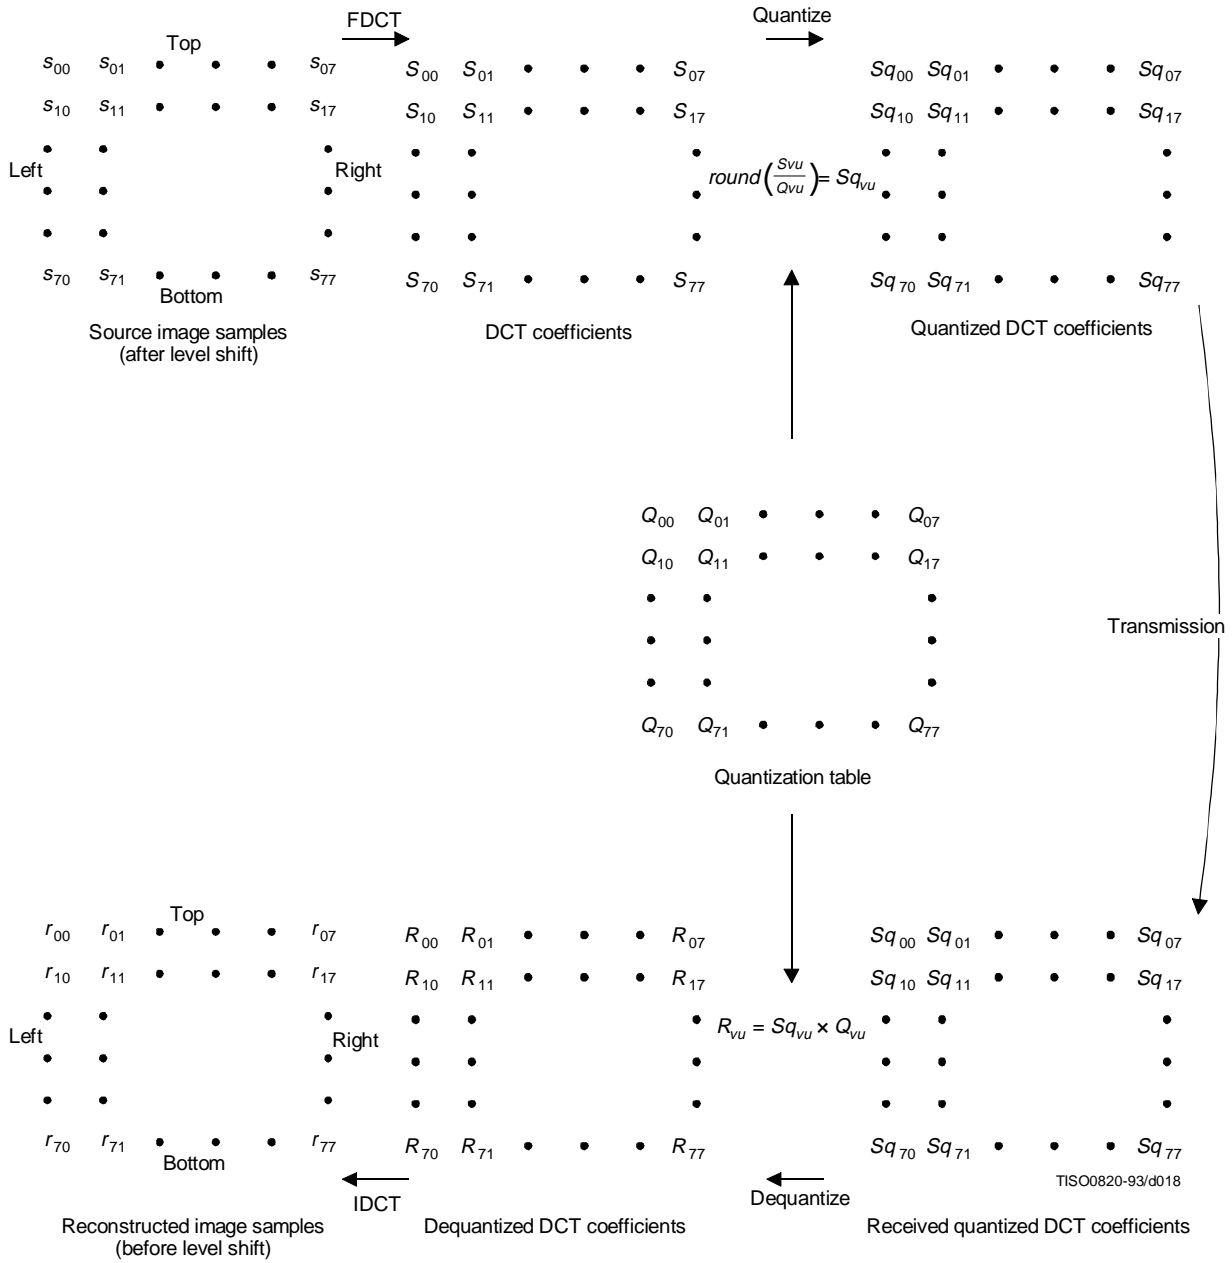 FDCT
Quantize
Top
s00 s01 • • • s07
S00 S01 • • • S07
Sq00 Sq01 • • • Sq07
s10 s11 • • • s17
S10 S11 • • • S17
Sq10 Sq11 • • • Sq17
Left
Right
round(Svu/Qvu)= Sqvu
s70 s71 • • • s77
S70 S71 • • • S77
Sq70 Sq71 • • • Sq77
Bottom
Source image samples
(after level shift)
DCT coefficients
Quantized DCT coefficients
Q00 Q01 • • • Q07
Q10 Q11 • • • Q17
Transmission
Q70 Q71 • • • Q77
Quantization table
Top
r00 r01 • • • r07
R00 R01 • • • R07
Sq00 Sq01 • • • Sq07
r10 r11 • • • r17
R10 R11 • • • R17
Sq10 Sq11 • • • Sq17
Left
Right
Rvu = Sqvu × Qvu
r70 r71 • • • r77
R70 R71 • • • R77
Sq70 Sq71 • • • Sq77
Bottom
TISO0820-93/d018
IDCT
Dequantize
Reconstructed image samples
(before level shift)
Dequantized DCT coefficients
Received quantized DCT coefficients